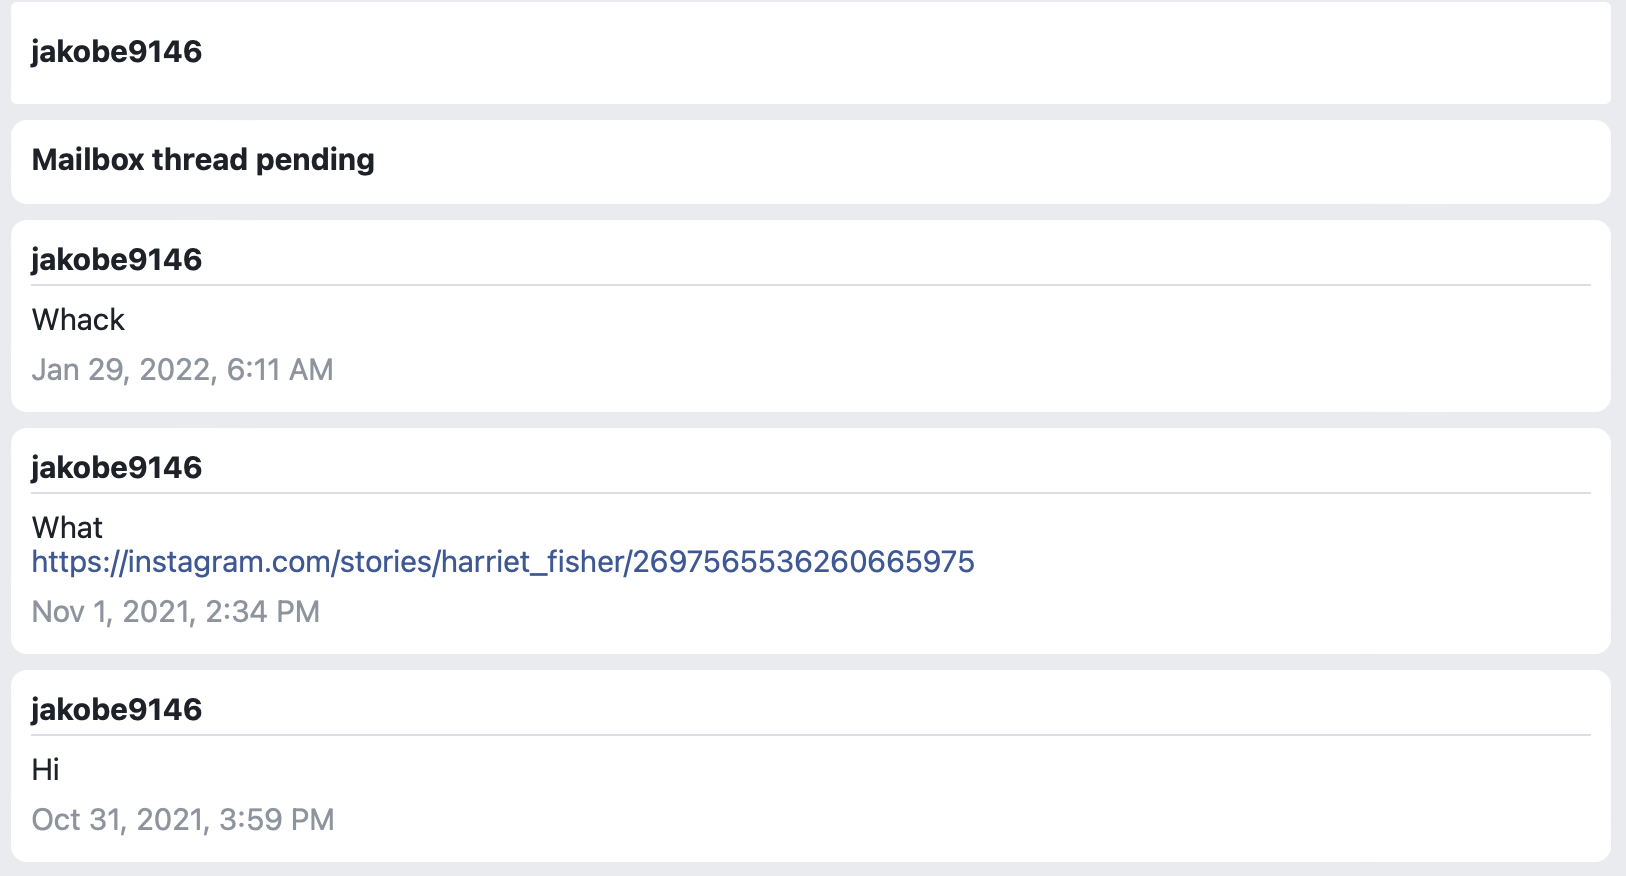 jakobe9146
Mailbox thread pending
jakobe9146
Whack
Jan 29, 2022, 6:11 AM
jakobe9146
What
https://instagram.com/stories/harriet_fisher/2697565536260665975
Nov 1, 2021, 2:34 PM
jakobe9146
Hi
Oct 31, 2021, 3:59 PM